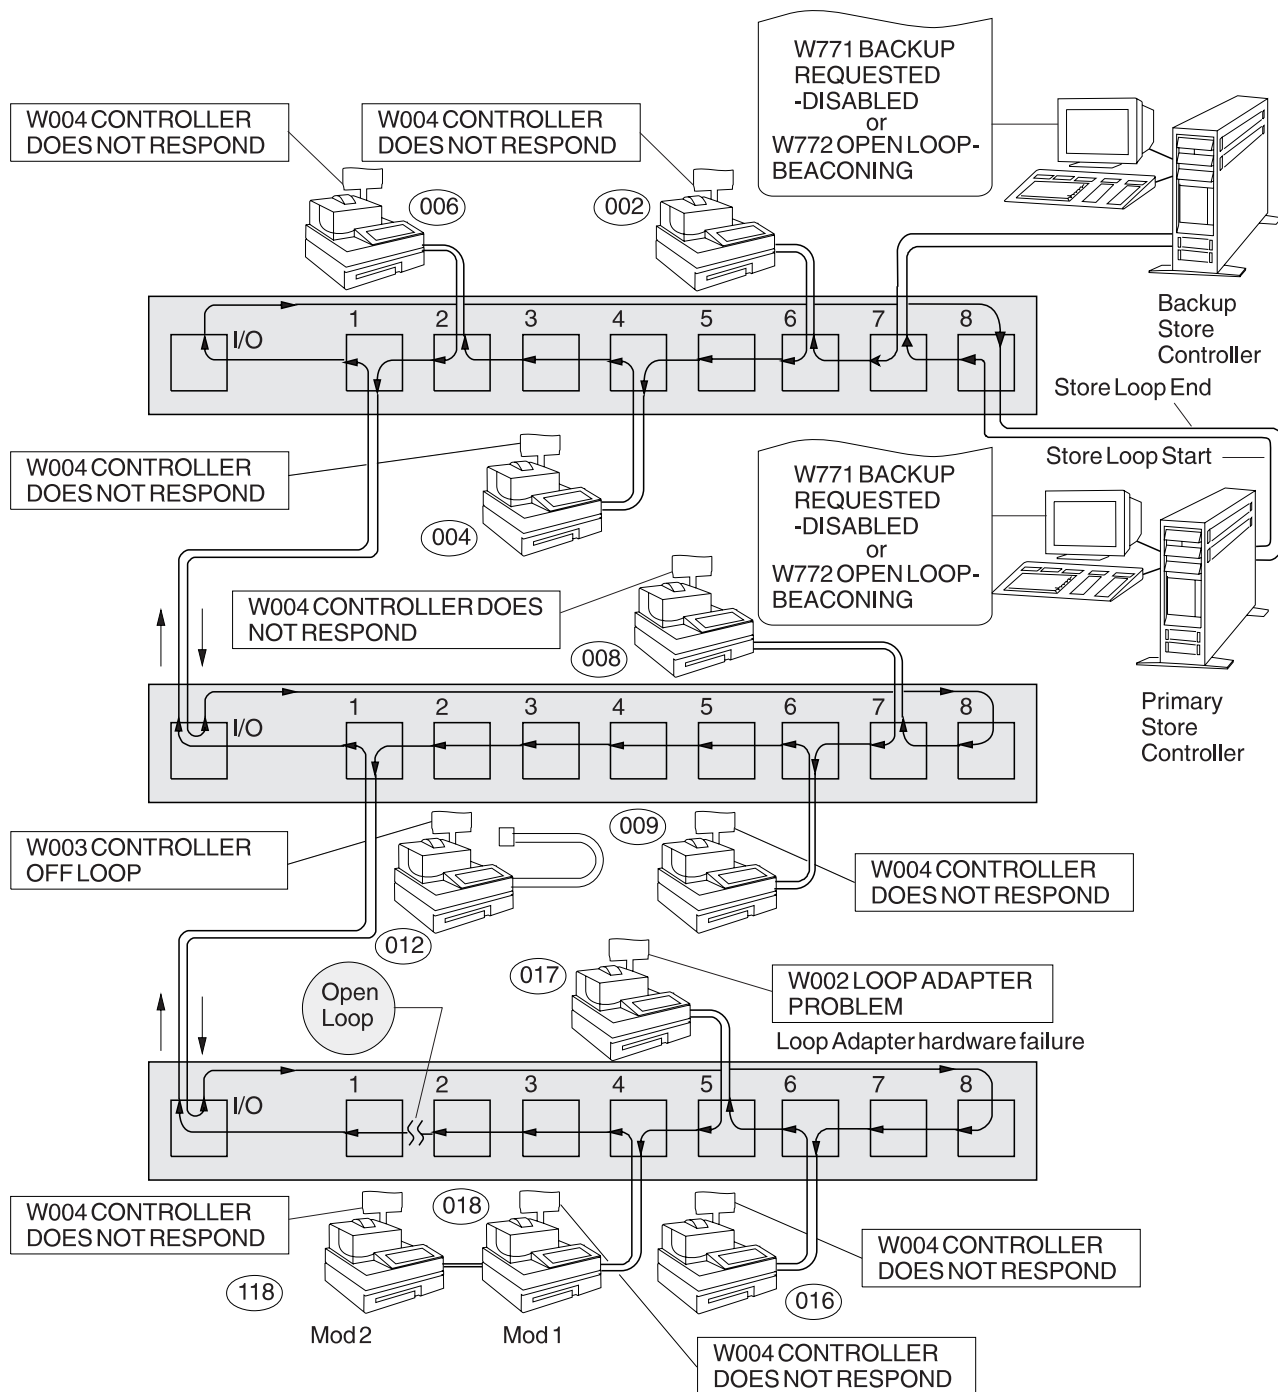 W771 BACKUP
REQUESTED
-DISABLED
or
W772 OPEN LOOP-
BEACONING
W004 CONTROLLER
DOES NOT RESPOND
W004 CONTROLLER
DOES NOT RESPOND
006
002
Backup
Store
Controller
I/O
1
2
3
4
5
6
7
8
Store Loop End
Store Loop Start
W004 CONTROLLER
DOES NOT RESPOND
004
W771 BACKUP
REQUESTED
-DISABLED
or
W772 OPEN LOOP-
BEACONING
W004 CONTROLLER DOES
NOT RESPOND
008
Primary
Store
Controller
I/O
1
2
3
4
5
6
7
8
W003 CONTROLLER
OFF LOOP
012
009
W004 CONTROLLER
DOES NOT RESPOND
017
W002 LOOP ADAPTER
PROBLEM
Loop Adapter hardware failure
Open
Loop
I/O
1
2
3
4
5
6
7
8
W004 CONTROLLER
DOES NOT RESPOND
018
118
W004 CONTROLLER
DOES NOT RESPOND
016
Mod 2
Mod 1
W004 CONTROLLER
DOES NOT RESPOND